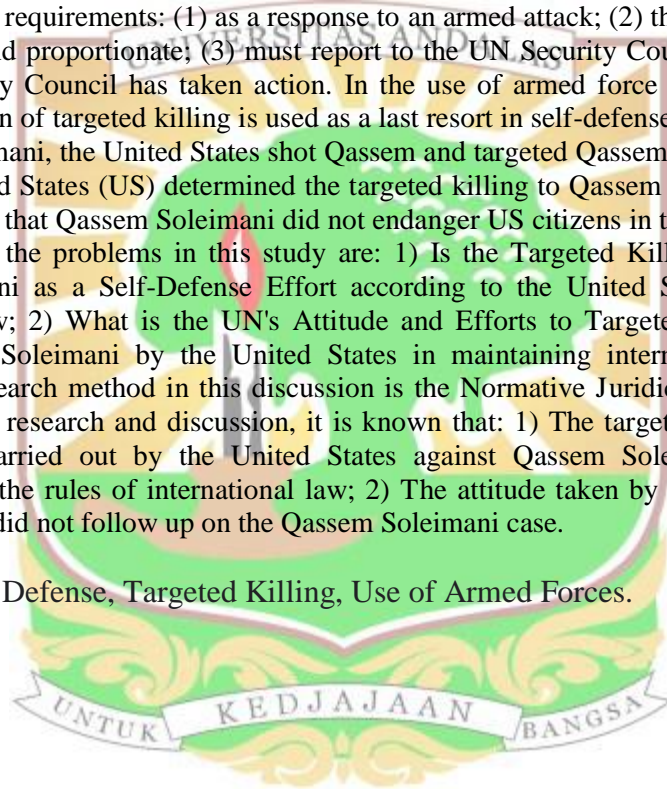 requirements: (1) as a response to an armed attack; (2) th
nd proportionate; (3) must report to the UN Security Cou
y Council has taken action. In the use of armed force
n of targeted killing is used as a last resort in self-defense
mani, the United States shot Qassem and targeted Qassem
d States (US) determined the targeted killing to Qassem
that Qassem Soleimani did not endanger US citizens in t
the problems in this study are: 1) Is the Targeted Kill
ni as a Self-Defense Effort according to the United S
w; 2) What is the UN's Attitude and Efforts to Targete
Soleimani by the United States in maintaining intern
earch method in this discussion is the Normative Juridic
research and discussion, it is known that: 1) The target
arried out by the United States against Qassem Sole
the rules of international law; 2) The attitude taken by
did not follow up on the Qassem Soleimani case.
Defense, Targeted Killing, Use of Armed Forces.
UNIVERSITAS ANDALAS
UNTUK KEDJAJAAN BANGSA